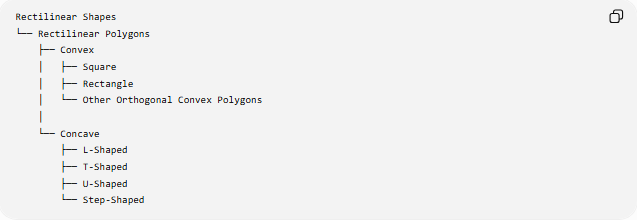 Rectilinear Shapes
└── Rectilinear Polygons
    ├── Convex
    │   ├── Square
    │   ├── Rectangle
    │   └── Other Orthogonal Convex Polygons
    │
    └── Concave
        ├── L-Shaped
        ├── T-Shaped
        ├── U-Shaped
        └── Step-Shaped